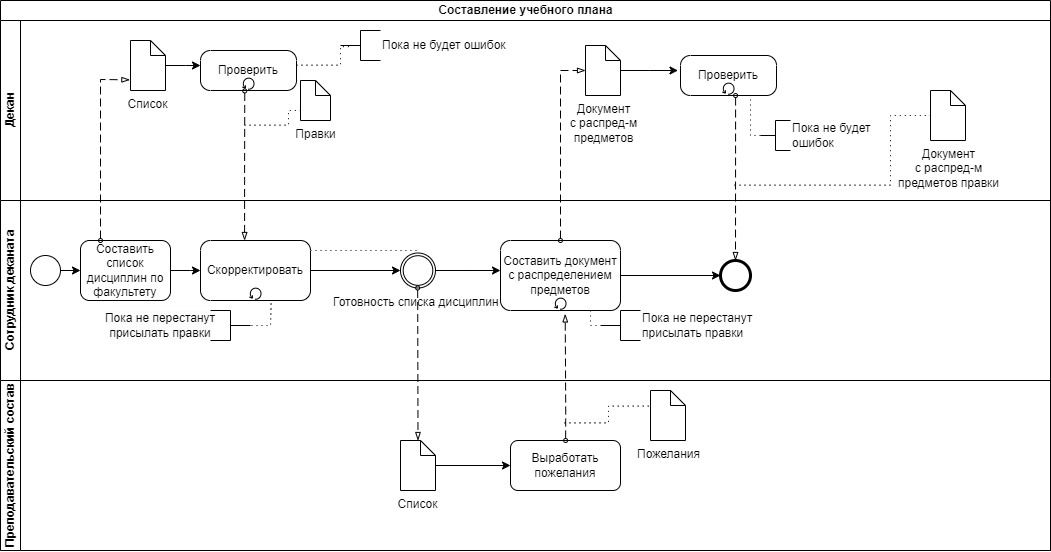 Составление учебного плана
Декан
Список
Проверить
Пока не будет ошибок
Правки
Документ
с распред-м
предметов
Проверить
Пока не будет
ошибок
Документ
с распред-м
предметов правки
Сотрудник деканата
Составить
список
дисциплин по
факультету
Скорректировать
Пока не перестанут
присылать правки
Готовность списка дисциплин
Составить документ
с распределением
предметов
Пока не перестанут
присылать правки
Преподавательский состав
Список
Выработать
пожелания
Пожелания